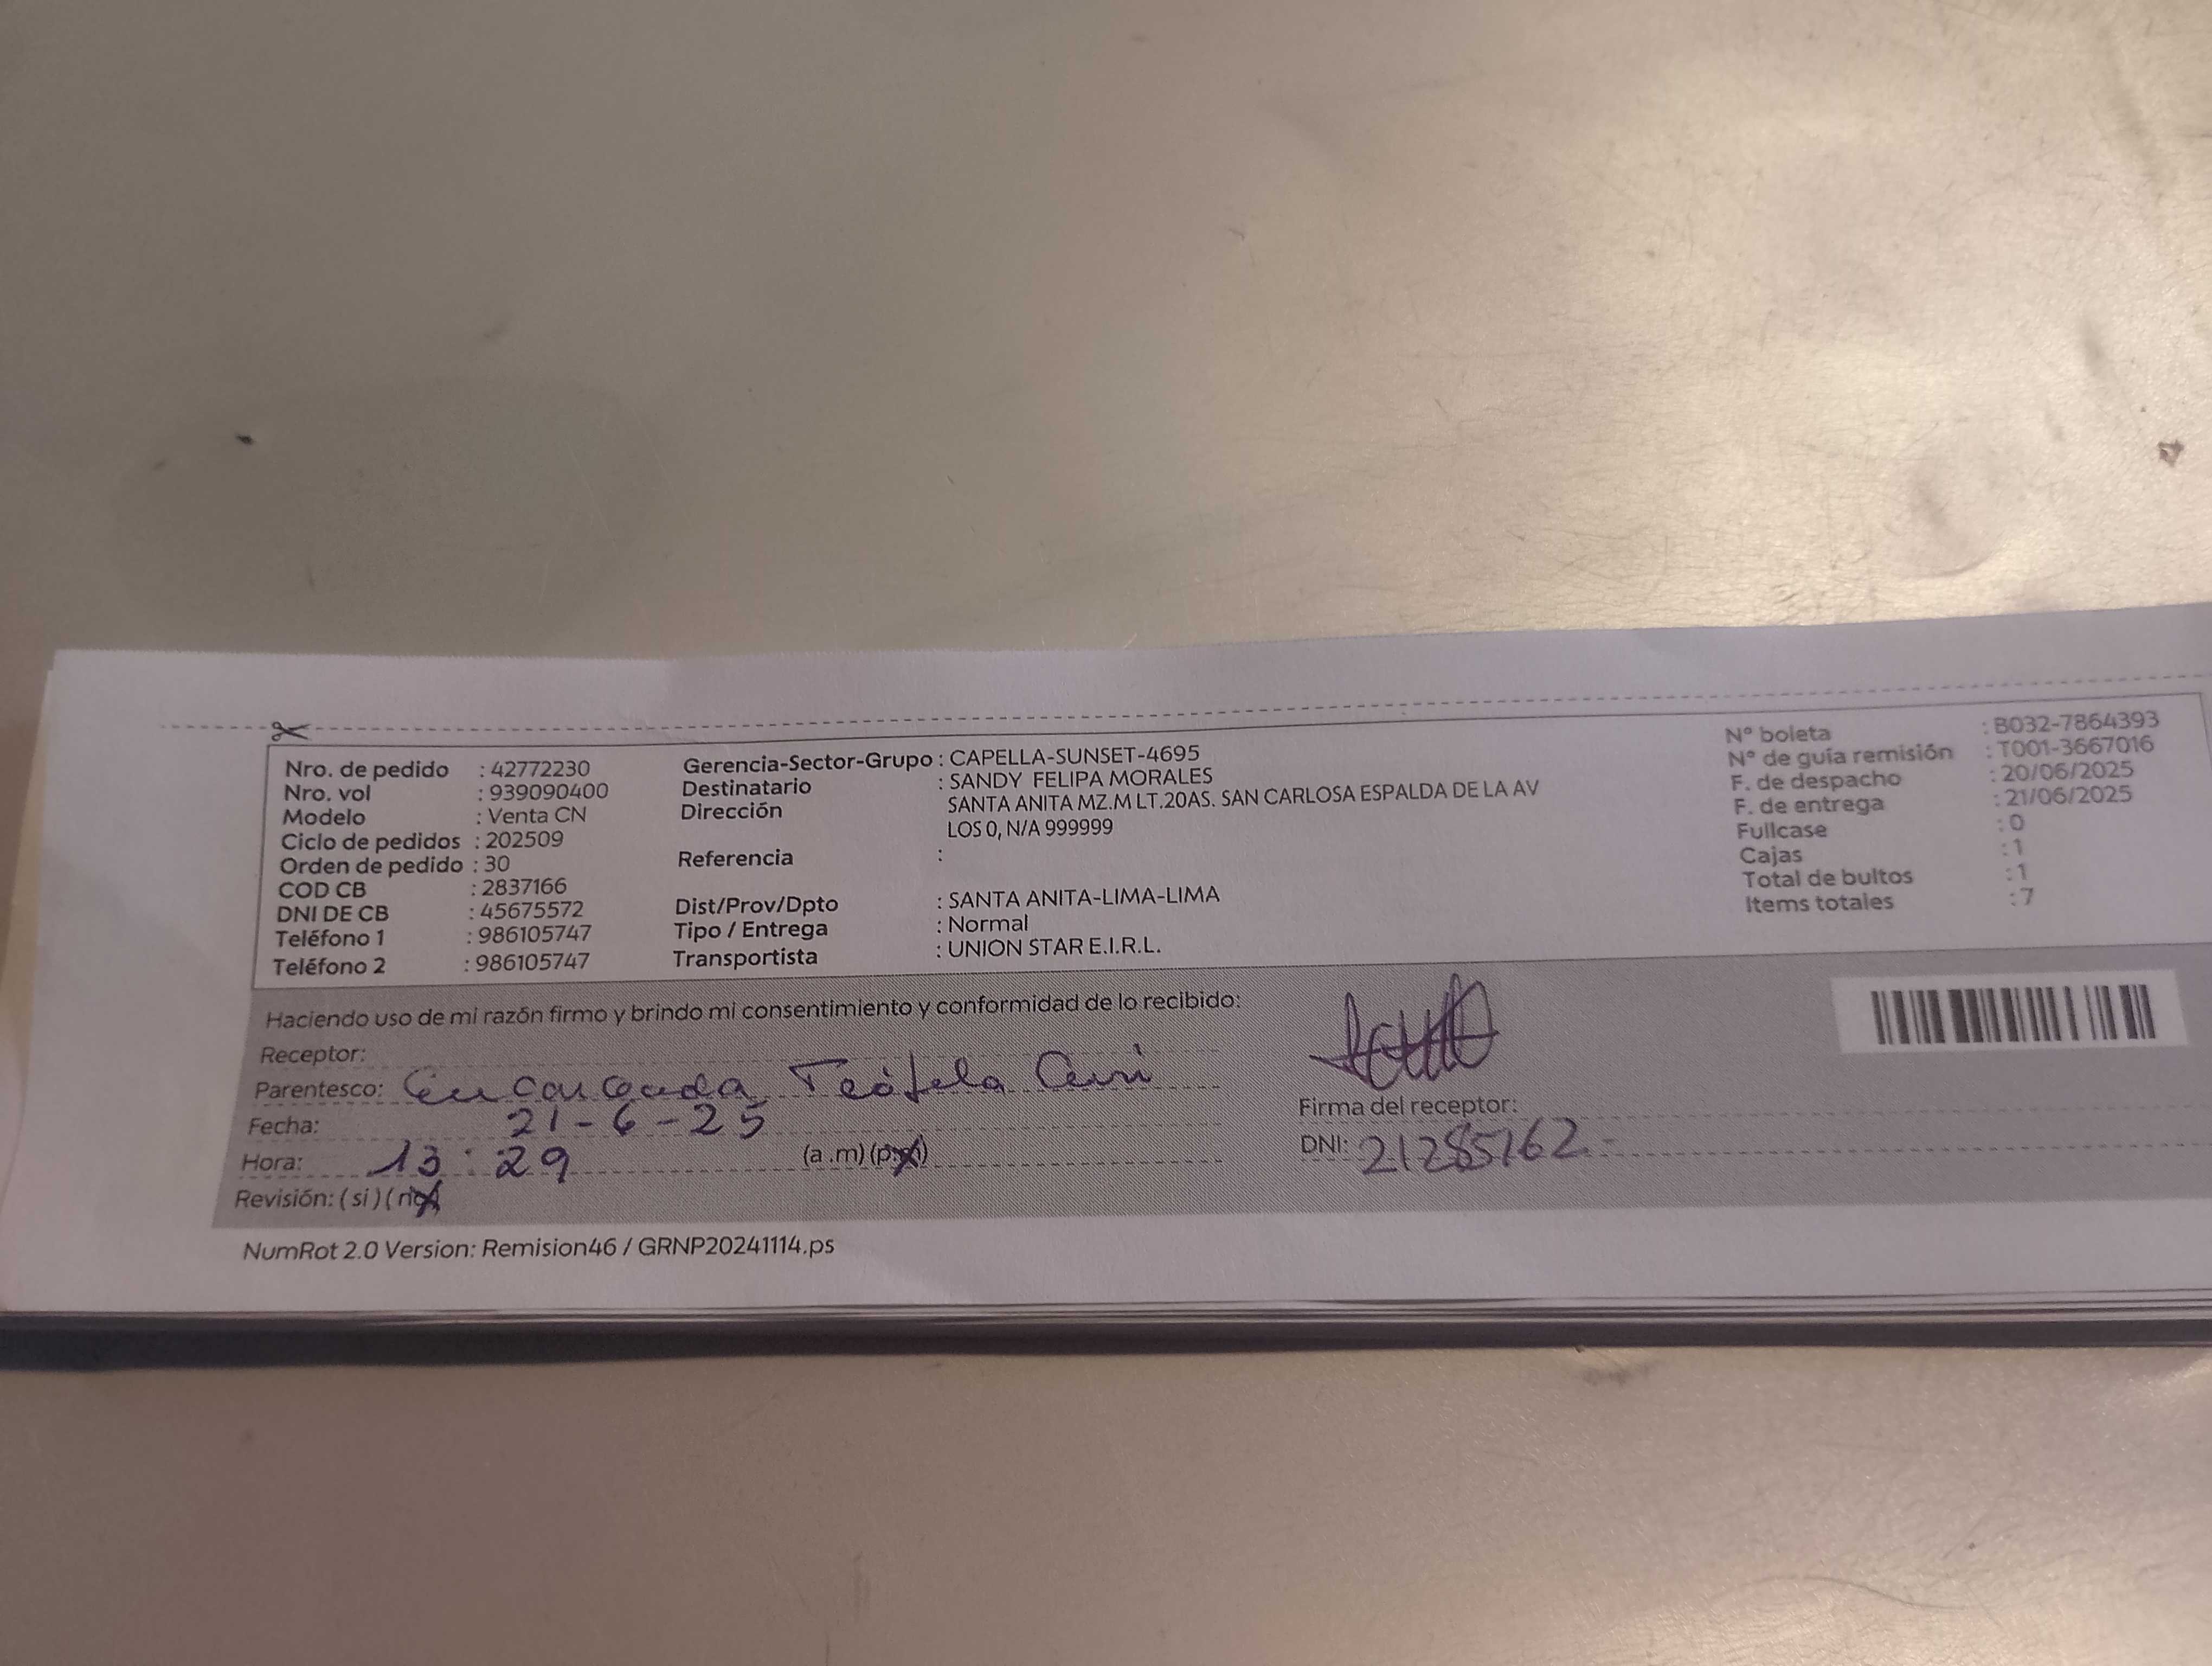 Nro. de pedido : 42772230
Nro. vol : 939090400
Modelo : Venta CN
Ciclo de pedidos : 202509
Orden de pedido : 30
COD CB : 2837166
DNI DE CB : 45675572
Teléfono 1 : 986105747
Teléfono 2 : 986105747
Gerencia-Sector-Grupo : CAPELLA-SUNSET-4695
Destinatario : SANDY FELIPA MORALES
Dirección SANTA ANITA MZ.M LT.20AS. SAN CARLOSA ESPALDA DE LA AV
LOS 0, N/A 999999
Referencia :
Dist/Prov/Dpto : SANTA ANITA-LIMA-LIMA
Tipo / Entrega : Normal
Transportista : UNION STAR E.I.R.L.
N° boleta : B032-7864393
N° de guía remisión : T001-3667016
F. de despacho : 20/06/2025
F. de entrega : 21/06/2025
Fullcase : 0
Cajas : 1
Total de bultos : 1
Items totales : 7
Haciendo uso de mi razón firmo y brindo mi consentimiento y conformidad de lo recibido:
Receptor:
Parentesco: Encargada Teófela
Fecha: 21-6-25
Hora: 13:29 (a.m) (p.m)
Revisión: (si) (no)
Firma del receptor:
DNI: 21285762
NumRot 2.0 Version: Remision46 / GRNP20241114.ps